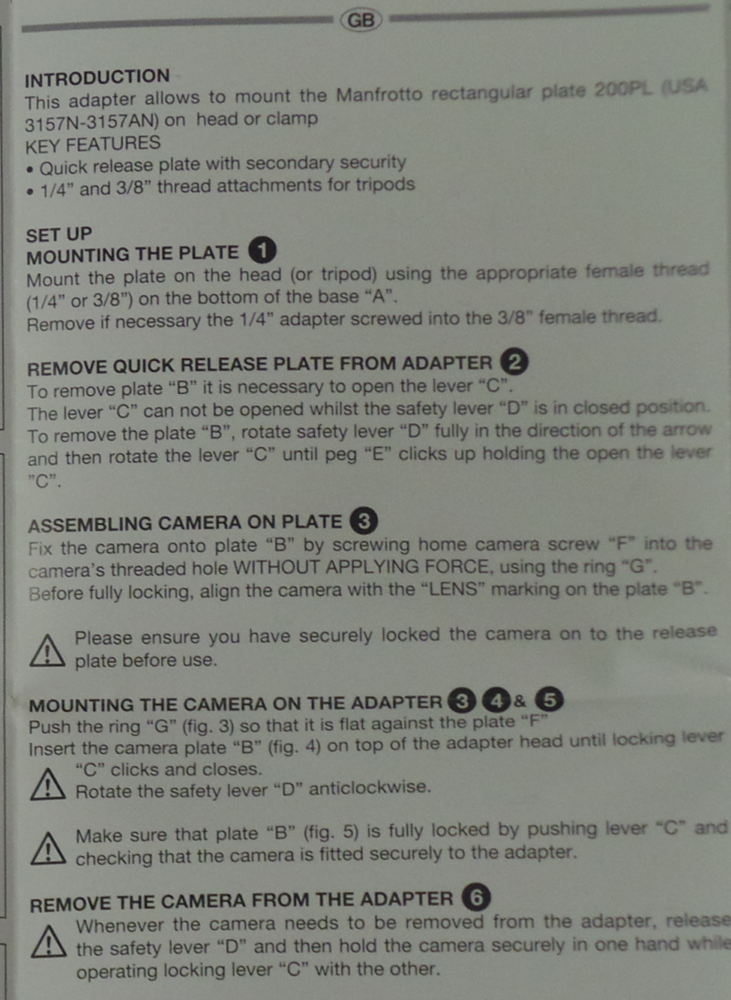 GB
INTRODUCTION
This adapter allows to mount the Manfrotto rectangular plate 200PL (USA
3157N-3157AN) on head or clamp
KEY FEATURES
• Quick release plate with secondary security
• 1/4” and 3/8” thread attachments for tripods
SET UP
MOUNTING THE PLATE 1
Mount the plate on the head (or tripod) using the appropriate female thread
(1/4” or 3/8”) on the bottom of the base “A”.
Remove if necessary the 1/4” adapter screwed into the 3/8” female thread.
REMOVE QUICK RELEASE PLATE FROM ADAPTER 2
To remove plate “B” it is necessary to open the lever “C”.
The lever “C” can not be opened whilst the safety lever “D” is in closed position.
To remove the plate “B”, rotate safety lever “D” fully in the direction of the arrow
and then rotate the lever “C” until peg “E” clicks up holding the open the lever
”C”.
ASSEMBLING CAMERA ON PLATE 3
Fix the camera onto plate “B” by screwing home camera screw “F” into the
camera’s threaded hole WITHOUT APPLYING FORCE, using the ring “G”.
Before fully locking, align the camera with the “LENS” marking on the plate “B”.
Please ensure you have securely locked the camera on to the release
plate before use.
MOUNTING THE CAMERA ON THE ADAPTER 3 4 & 5
Push the ring “G” (fig. 3) so that it is flat against the plate “F”
Insert the camera plate “B” (fig. 4) on top of the adapter head until locking lever
“C” clicks and closes.
Rotate the safety lever “D” anticlockwise.
Make sure that plate “B” (fig. 5) is fully locked by pushing lever “C” and
checking that the camera is fitted securely to the adapter.
REMOVE THE CAMERA FROM THE ADAPTER 6
Whenever the camera needs to be removed from the adapter, release
the safety lever “D” and then hold the camera securely in one hand while
operating locking lever “C” with the other.